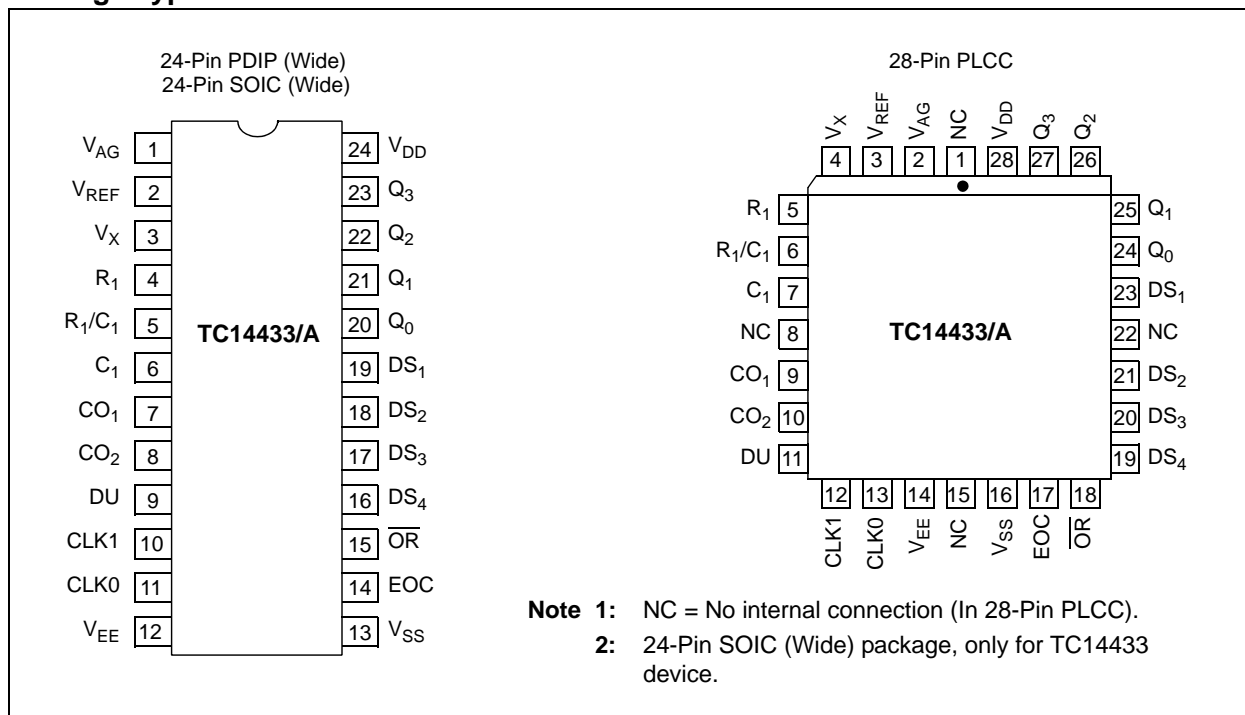 24-Pin PDIP (Wide)
24-Pin SOIC (Wide)
V_AG 1 24 V_DD
V_REF 2 23 Q_3
V_X 3 22 Q_2
R_1 4 21 Q_1
R_1/C_1 5 20 Q_0
TC14433/A
C_1 6 19 DS_1
CO_1 7 18 DS_2
CO_2 8 17 DS_3
DU 9 16 DS_4
CLK1 10 15 O̅R̅
CLK0 11 14 EOC
V_EE 12 13 V_SS
28-Pin PLCC
V_X V_REF V_AG NC V_DD Q_3 Q_2
4 3 2 1 28 27 26
R_1 5 25 Q_1
R_1/C_1 6 24 Q_0
C_1 7 23 DS_1
NC 8 TC14433/A 22 NC
CO_1 9 21 DS_2
CO_2 10 20 DS_3
DU 11 19 DS_4
12 13 14 15 16 17 18
CLK1 CLK0 V_EE NC V_SS EOC O̅R̅
Note 1: NC = No internal connection (In 28-Pin PLCC).
2: 24-Pin SOIC (Wide) package, only for TC14433
device.